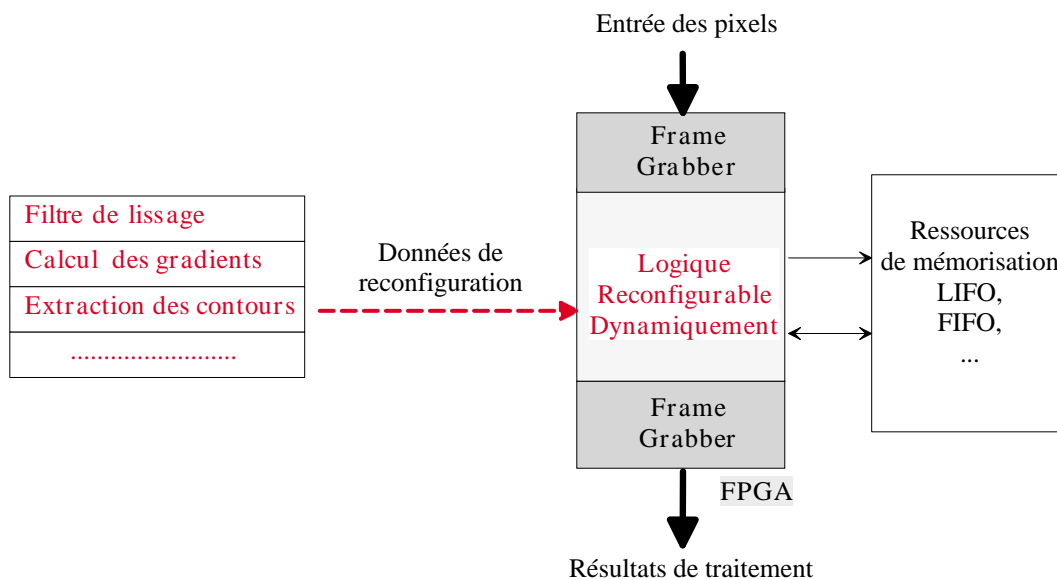 Entrée des pixels
Frame
Grabber
Filtre de lissage
Calcul des gradients
Extraction des contours
........................
Données de
reconfiguration
Logique
Reconfigurable
Dynamiquement
Ressources
de mémorisation
LIFO,
FIFO,
...
Frame
Grabber
FPGA
Résultats de traitement